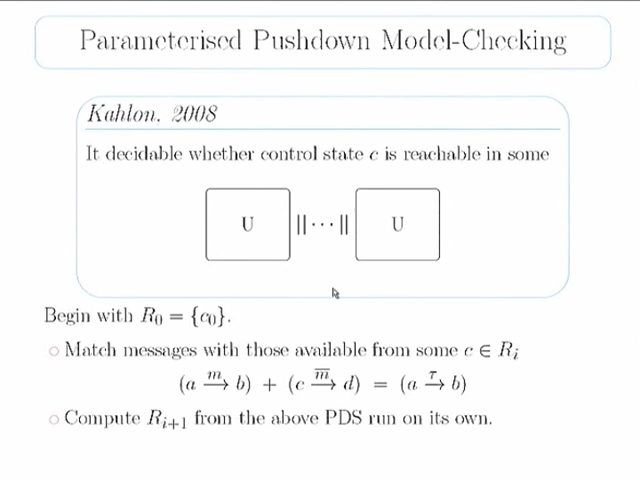 Parameterised Pushdown Model-Checking
Kahlon, 2008
It decidable whether control state c is reachable in some
U || ··· || U
Begin with R₀ = {c₀}.
○ Match messages with those available from some c ∈ Rᵢ
(a —m→ b) + (c —m̅→ d) = (a —τ→ b)
○ Compute Rᵢ₊₁ from the above PDS run on its own.